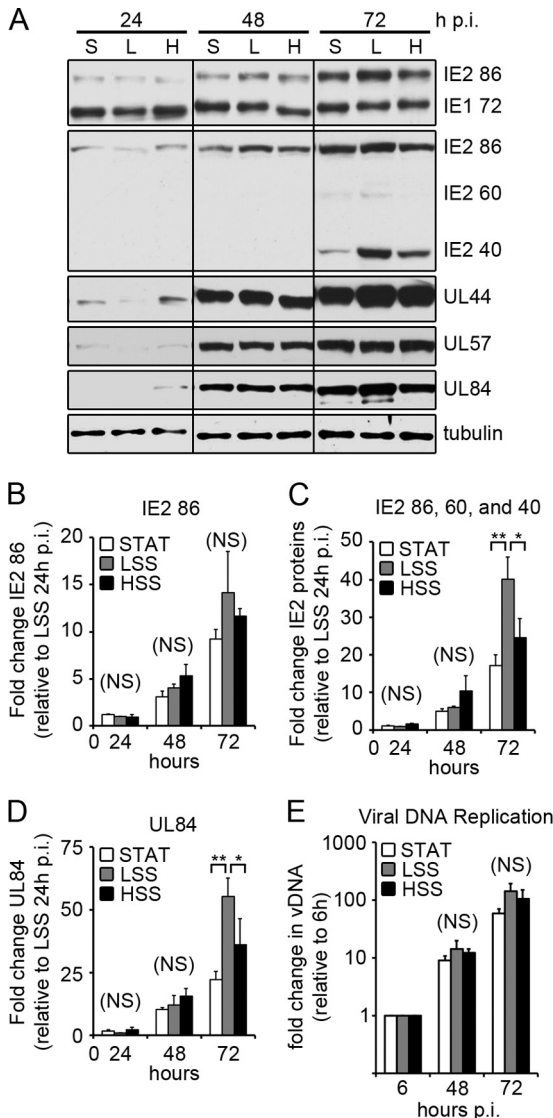 A
24 48 72 h p.i.
S L H S L H S L H
IE2 86
IE1 72
IE2 86
IE2 60
IE2 40
UL44
UL57
UL84
tubulin
B
IE2 86
Fold change IE2 86
(relative to LSS 24h p.i.)
20
15
10
5
0
STAT
LSS
HSS
(NS)
(NS)
(NS)
0 24 48 72
hours
C
IE2 86, 60, and 40
Fold change IE2 proteins
(relative to LSS 24h p.i.)
50
40
30
20
10
0
STAT
LSS
HSS
(NS)
(NS)
** *
0 24 48 72
hours
D
UL84
Fold change UL84
(relative to LSS 24h p.i.)
75
50
25
0
STAT
LSS
HSS
(NS)
(NS)
** *
0 24 48 72
hours
E
Viral DNA Replication
fold change in vDNA
(relative to 6h)
1000
100
10
1
STAT
LSS
HSS
(NS)
(NS)
6 48 72
hours p.i.